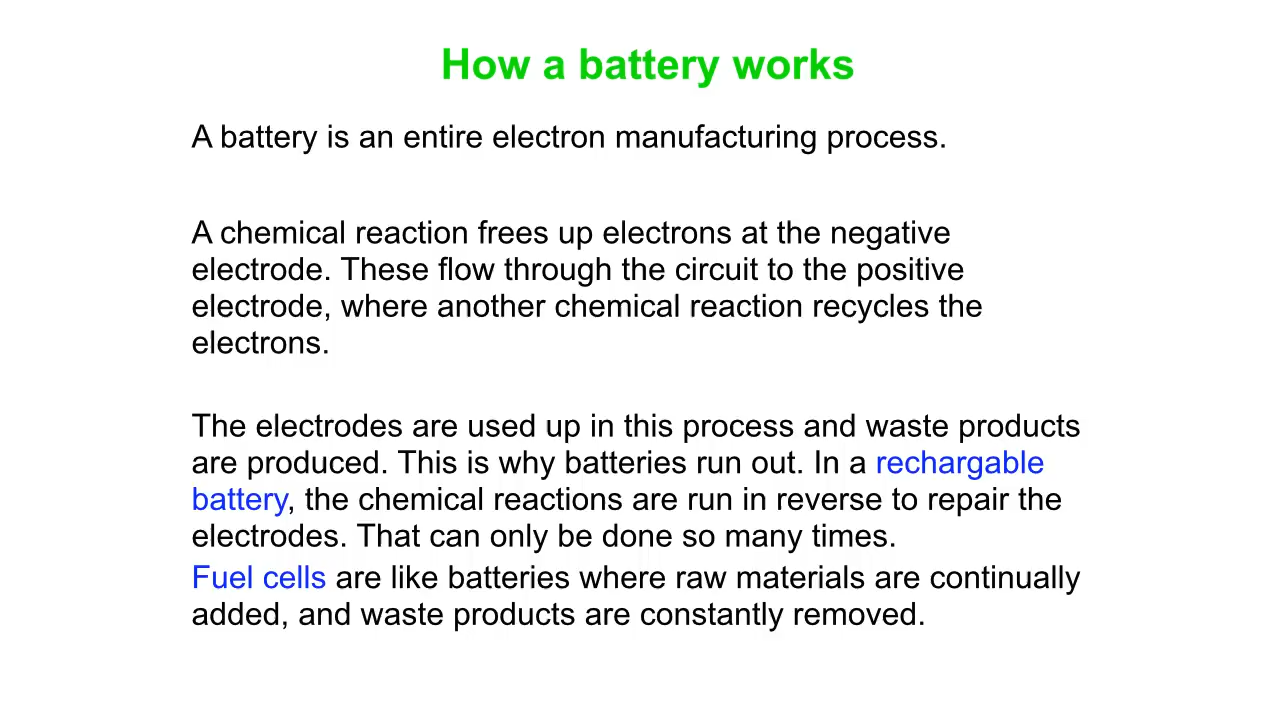 How a battery works
A battery is an entire electron manufacturing process.
A chemical reaction frees up electrons at the negative
electrode. These flow through the circuit to the positive
electrode, where another chemical reaction recycles the
electrons.
The electrodes are used up in this process and waste products
are produced. This is why batteries run out. In a rechargable
battery, the chemical reactions are run in reverse to repair the
electrodes. That can only be done so many times.
Fuel cells are like batteries where raw materials are continually
added, and waste products are constantly removed.